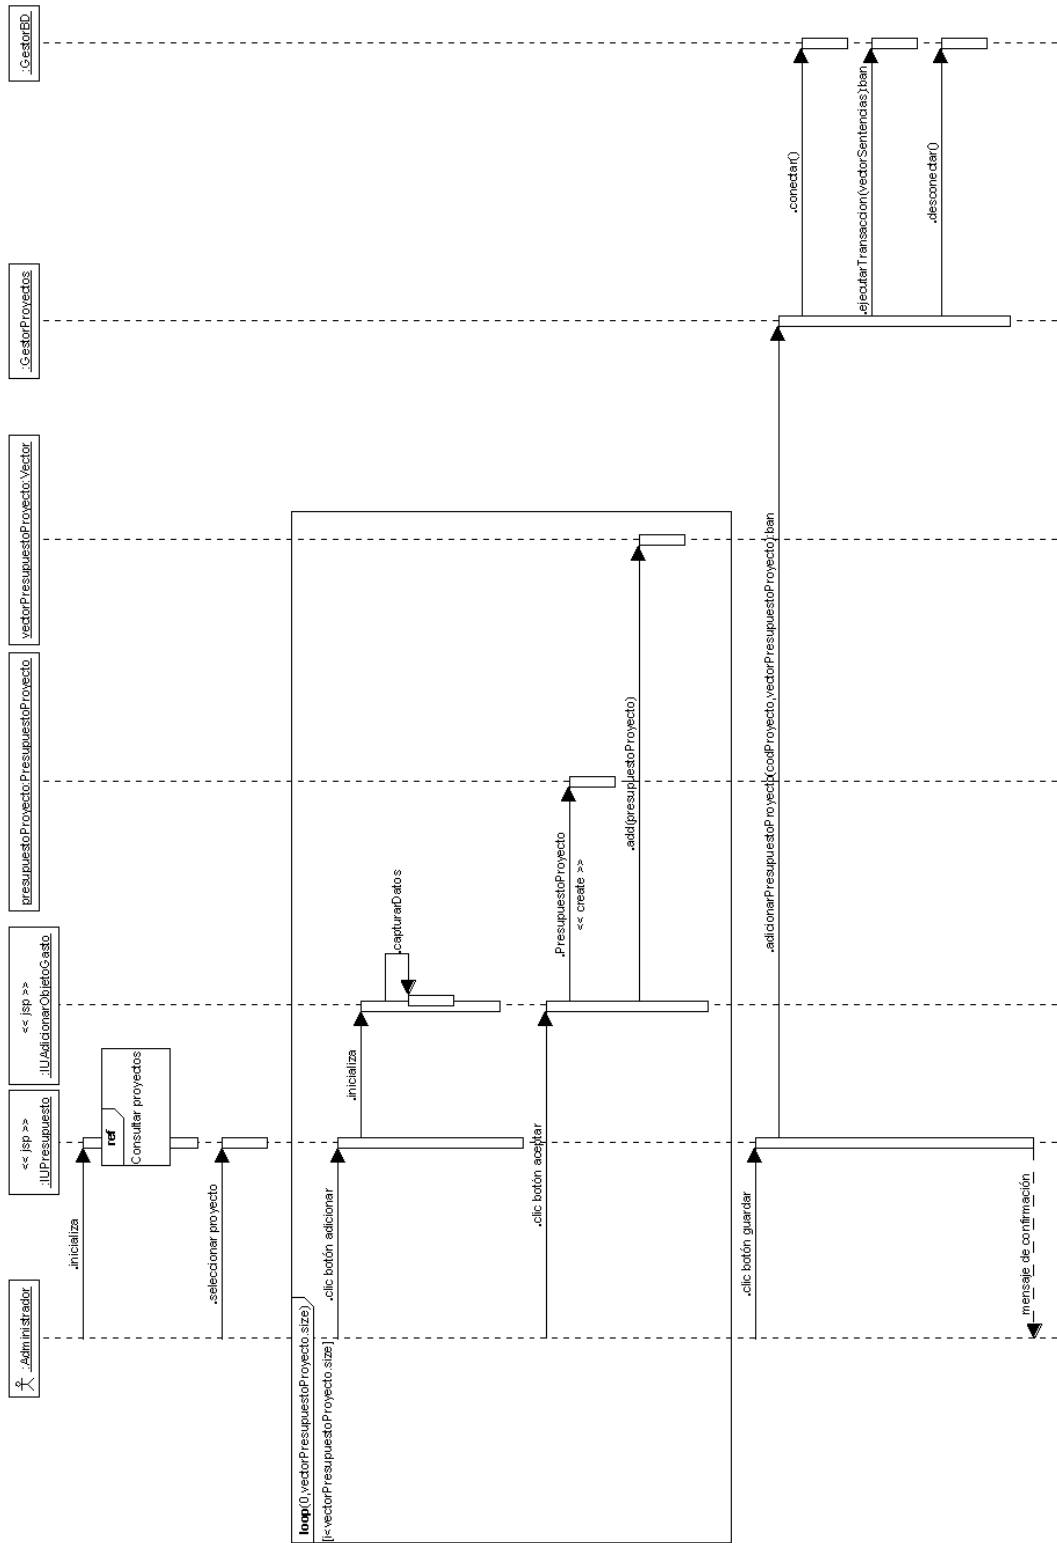 :Administrador
<< jsp >>
:IUPresupuesto
<< jsp >>
:IUAdicionarObjetoGasto
presupuestoProyecto:PresupuestoProyecto
vectorPresupuestoProyecto:Vector
:GestorProyectos
:GestorBD
.inicializa
ref
Consultar proyectos
.seleccionar proyecto
loop(0,vectorPresupuestoProyecto.size)
[i<vectorPresupuestoProyecto.size]
.clic botón adicionar
.inicializa
.capturarDatos
.clic botón aceptar
.PresupuestoProyecto
<< create >>
.add(presupuestoProyecto)
.clic botón guardar
.adicionarPresupuestoProyecto(codProyecto,vectorPresupuestoProyecto):ban
.conectar()
.ejecutarTransaccion(vectorSentencias):ban
.desconectar()
mensaje de confirmación